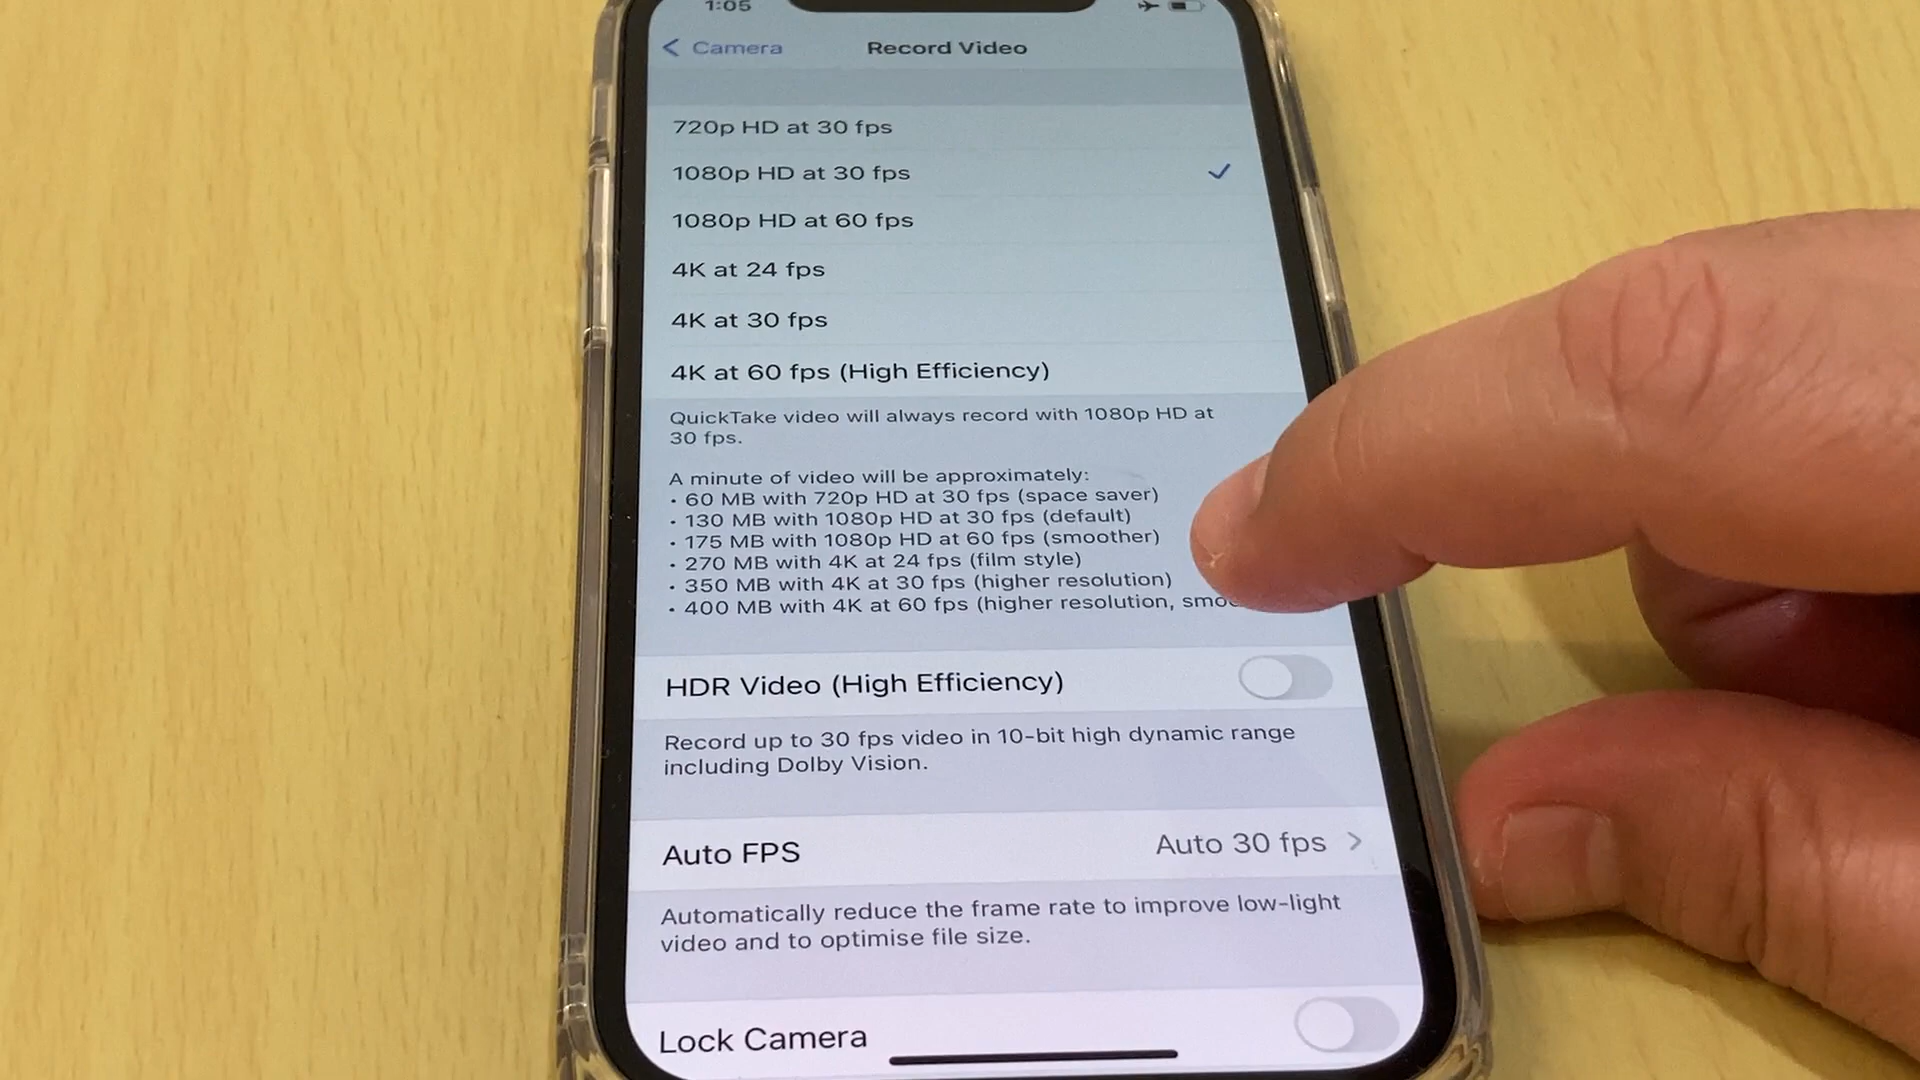 1:05
Camera
Record Video
720p HD at 30 fps
1080p HD at 30 fps
1080p HD at 60 fps
4K at 24 fps
4K at 30 fps
4K at 60 fps (High Efficiency)
QuickTake video will always record with 1080p HD at
30 fps.
A minute of video will be approximately:
• 60 MB with 720p HD at 30 fps (space saver)
• 130 MB with 1080p HD at 30 fps (default)
• 175 MB with 1080p HD at 60 fps (smoother)
• 270 MB with 4K at 24 fps (film style)
• 350 MB with 4K at 30 fps (higher resolution)
• 400 MB with 4K at 60 fps (higher resolution,
HDR Video (High Efficiency)
Record up to 30 fps video in 10-bit high dynamic range
including Dolby Vision.
Auto FPS
Auto 30 fps
Automatically reduce the frame rate to improve low-light
video and to optimise file size.
Lock Camera